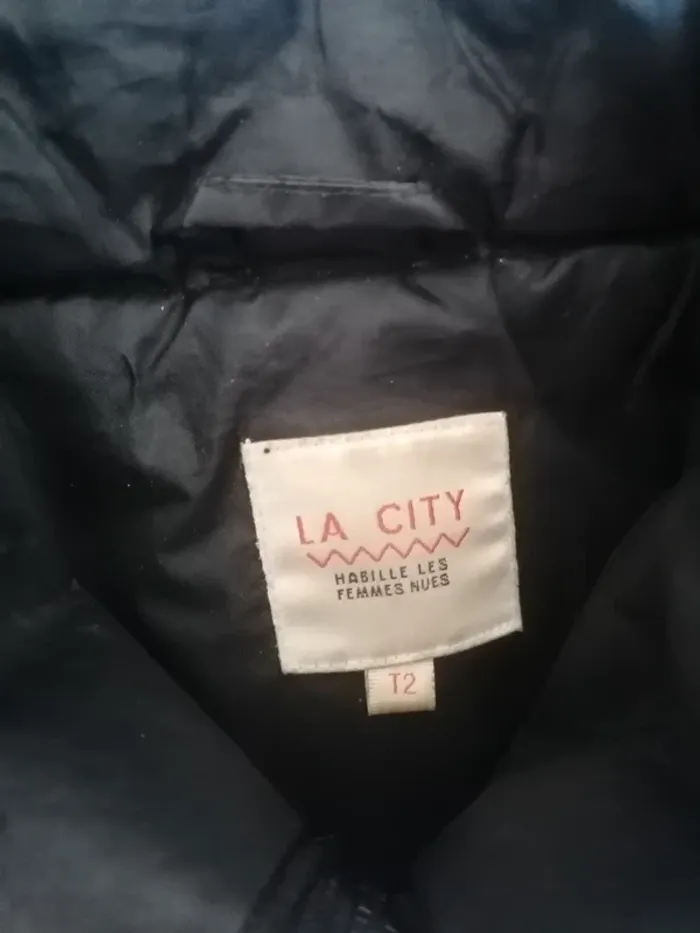 LA CITY
HABILLE LES
FEMMES NUES
T2